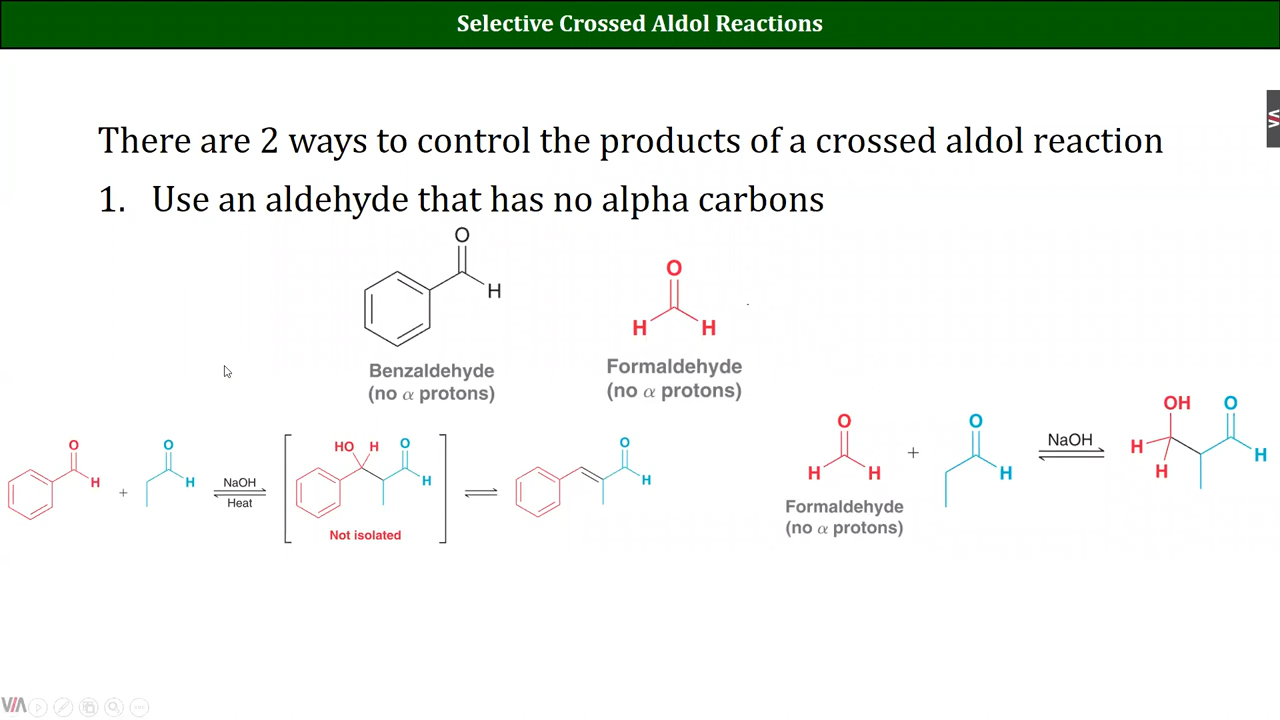 Selective Crossed Aldol Reactions
There are 2 ways to control the products of a crossed aldol reaction
1. Use an aldehyde that has no alpha carbons
O
H
Benzaldehyde
(no α protons)
O
H H
Formaldehyde
(no α protons)
O
H
+
O
H
NaOH
Heat
HO H O
H
Not isolated
O
H
O
H H
Formaldehyde
(no α protons)
+
O
H
NaOH
OH O
H
H
H
VIA
VIA